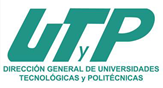 UTyP
DIRECCIÓN GENERAL DE UNIVERSIDADES
TECNOLÓGICAS y POLITÉCNICAS